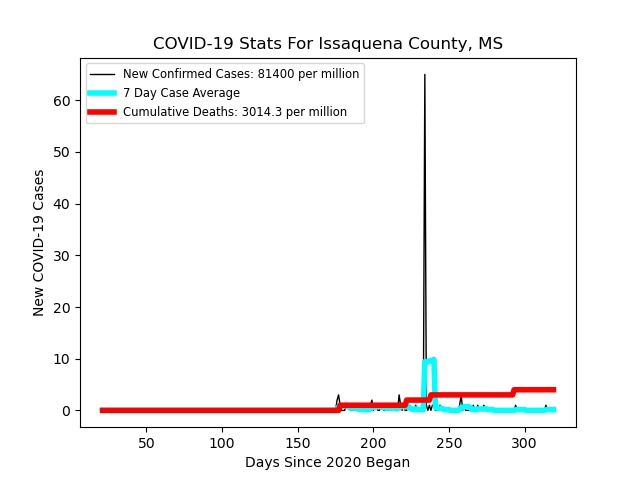 COVID-19 Stats For Issaquena County, MS
New Confirmed Cases: 81400 per million
7 Day Case Average
Cumulative Deaths: 3014.3 per million
New COVID-19 Cases
60
50
40
30
20
10
0
50 100 150 200 250 300
Days Since 2020 Began